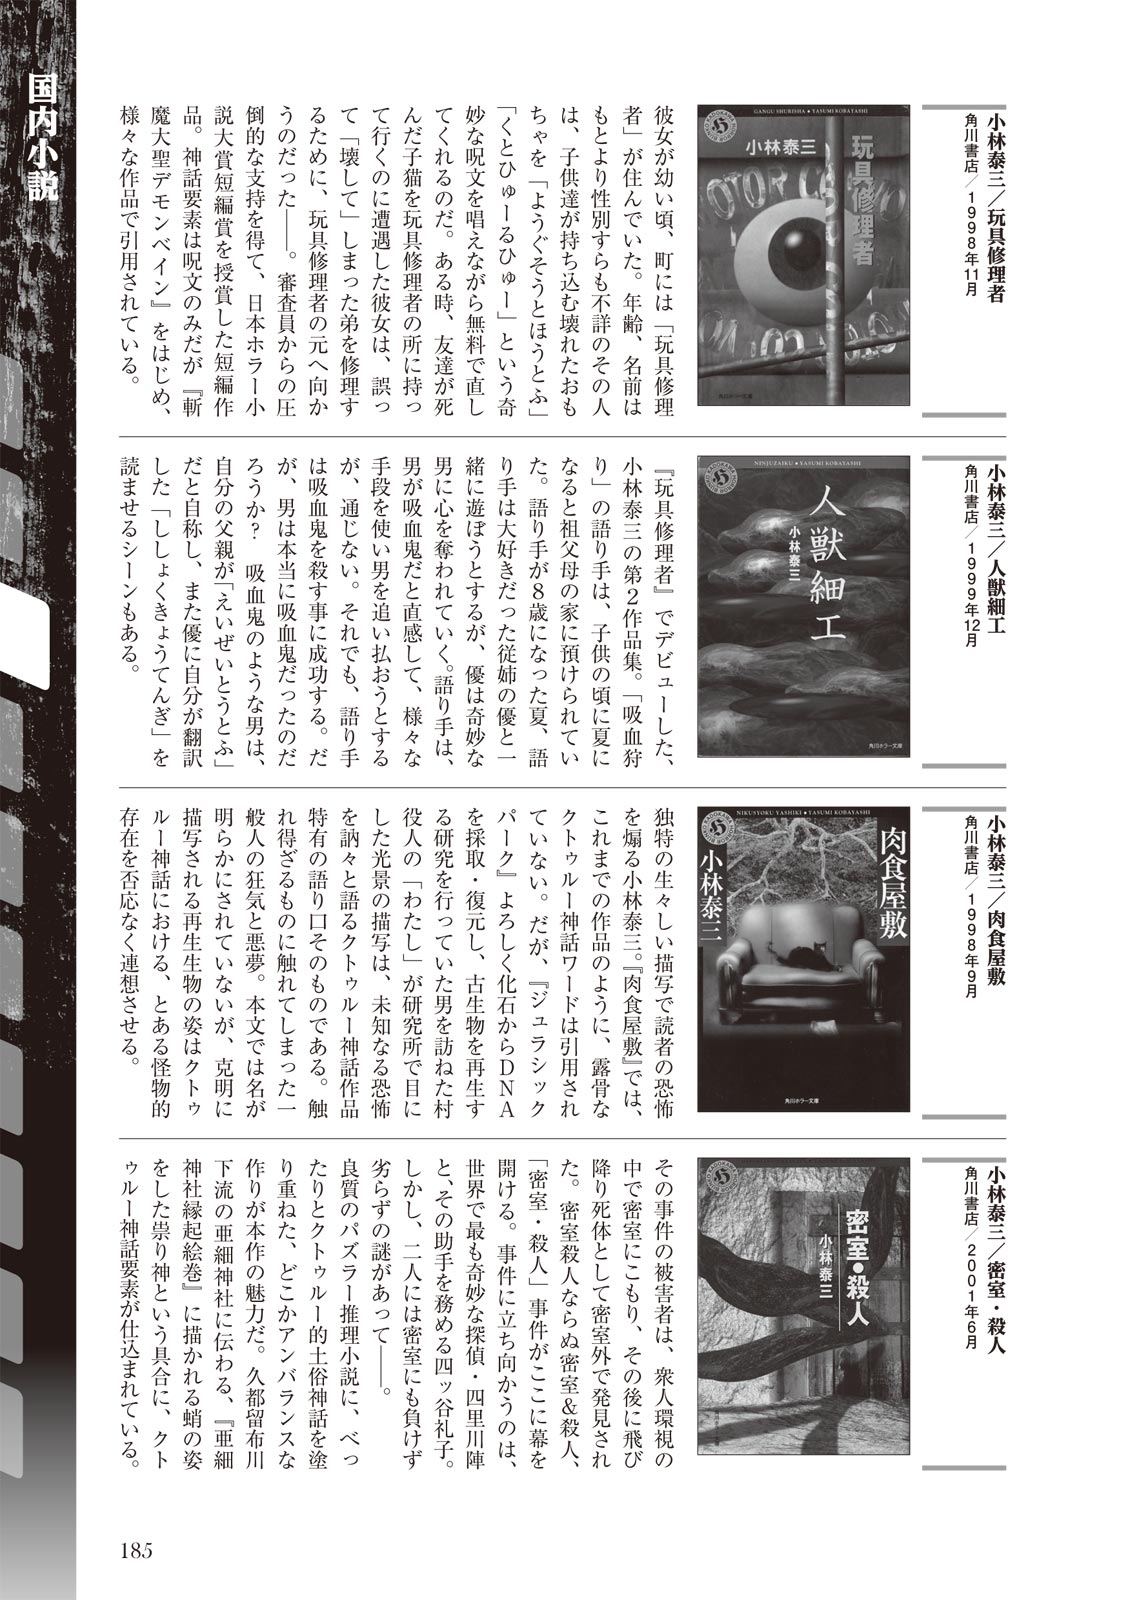 国内小説
小林泰三／玩具修理者
角川書店／1998年11月
GANGU SHURISHA ● YASUMI KOBAYASHI
玩具修理者
小林泰三
角川ホラー文庫
彼女が幼い頃、町には「玩具修理
者」が住んでいた。年齢、名前は
もとより性別すらも不詳のその人
は、子供達が持ち込む壊れたおも
ちゃを「ようぐそうとほうとふ」
「くとひゅーるひゅー」という奇
妙な呪文を唱えながら無料で直し
てくれるのだ。ある時、友達が死
んだ子猫を玩具修理者の所に持っ
て行くのに遭遇した彼女は、誤っ
て「壊して」しまった弟を修理す
るために、玩具修理者の元へ向か
うのだった――。審査員からの圧
倒的な支持を得て、日本ホラー小
説大賞短編賞を授賞した短編作
品。神話要素は呪文のみだが『斬
魔大聖デモンベイン』をはじめ、
様々な作品で引用されている。
小林泰三／人獣細工
角川書店／1999年12月
NINJUZAIKU ● YASUMI KOBAYASHI
人獣細工
小林泰三
角川ホラー文庫
『玩具修理者』でデビューした、
小林泰三の第２作品集。「吸血狩
り」の語り手は、子供の頃に夏に
なると祖父母の家に預けられてい
た。語り手が８歳になった夏、語
り手は大好きだった従姉の優と一
緒に遊ぼうとするが、優は奇妙な
男に心を奪われていく。語り手は、
男が吸血鬼だと直感して、様々な
手段を使い男を追い払おうとする
が、通じない。それでも、語り手
は吸血鬼を殺す事に成功する。だ
が、男は本当に吸血鬼だったのだ
ろうか？　吸血鬼のような男は、
自分の父親が「えいぜいとうとふ」
だと自称し、また優に自分が翻訳
した「ししょくきょうてんぎ」を
読ませるシーンもある。
小林泰三／肉食屋敷
角川書店／1998年9月
NIKUSYOKU YASHIKI ● YASUMI KOBAYASHI
肉食屋敷
小林泰三
角川ホラー文庫
独特の生々しい描写で読者の恐怖
を煽る小林泰三。『肉食屋敷』では、
これまでの作品のように、露骨な
クトゥルー神話ワードは引用され
ていない。だが、『ジュラシック
パーク』よろしく化石からＤＮＡ
を採取・復元し、古生物を再生す
る研究を行っていた男を訪ねた村
役人の「わたし」が研究所で目に
した光景の描写は、未知なる恐怖
を訥々と語るクトゥルー神話作品
特有の語り口そのものである。触
れ得ざるものに触れてしまった一
般人の狂気と悪夢。本文では名が
明らかにされていないが、克明に
描写される再生生物の姿はクトゥ
ルー神話における、とある怪物的
存在を否応なく連想させる。
小林泰三／密室・殺人
角川書店／2001年6月
密室●殺人
小林泰三
その事件の被害者は、衆人環視の
中で密室にこもり、その後に飛び
降り死体として密室外で発見され
た。密室殺人ならぬ密室＆殺人、
「密室・殺人」事件がここに幕を
開ける。事件に立ち向かうのは、
世界で最も奇妙な探偵・四里川陣
と、その助手を務める四ッ谷礼子。
しかし、二人には密室にも負けず
劣らずの謎があって――。
良質のパズラー推理小説に、べっ
たりとクトゥルー的土俗神話を塗
り重ねた、どこかアンバランスな
作りが本作の魅力だ。久都留布川
下流の亜細神社に伝わる、『亜細
神社縁起絵巻』に描かれる蛸の姿
をした祟り神という具合に、クト
ゥルー神話要素が仕込まれている。
185